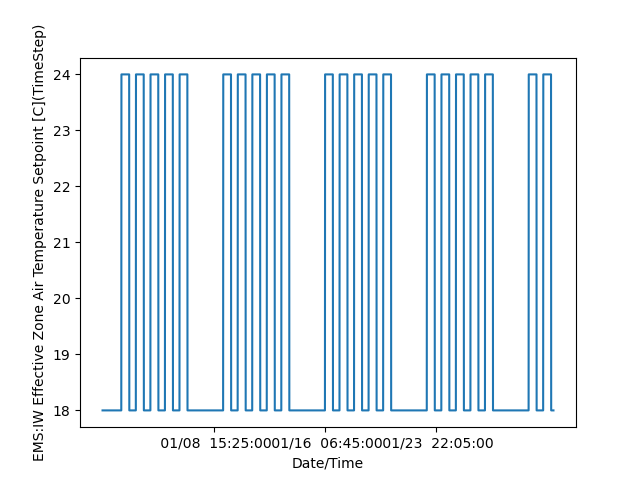 EMS:IW Effective Zone Air Temperature Setpoint [C](TimeStep)
24
23
22
21
20
19
18
01/08  15:25:0001/16  06:45:0001/23  22:05:00
Date/Time